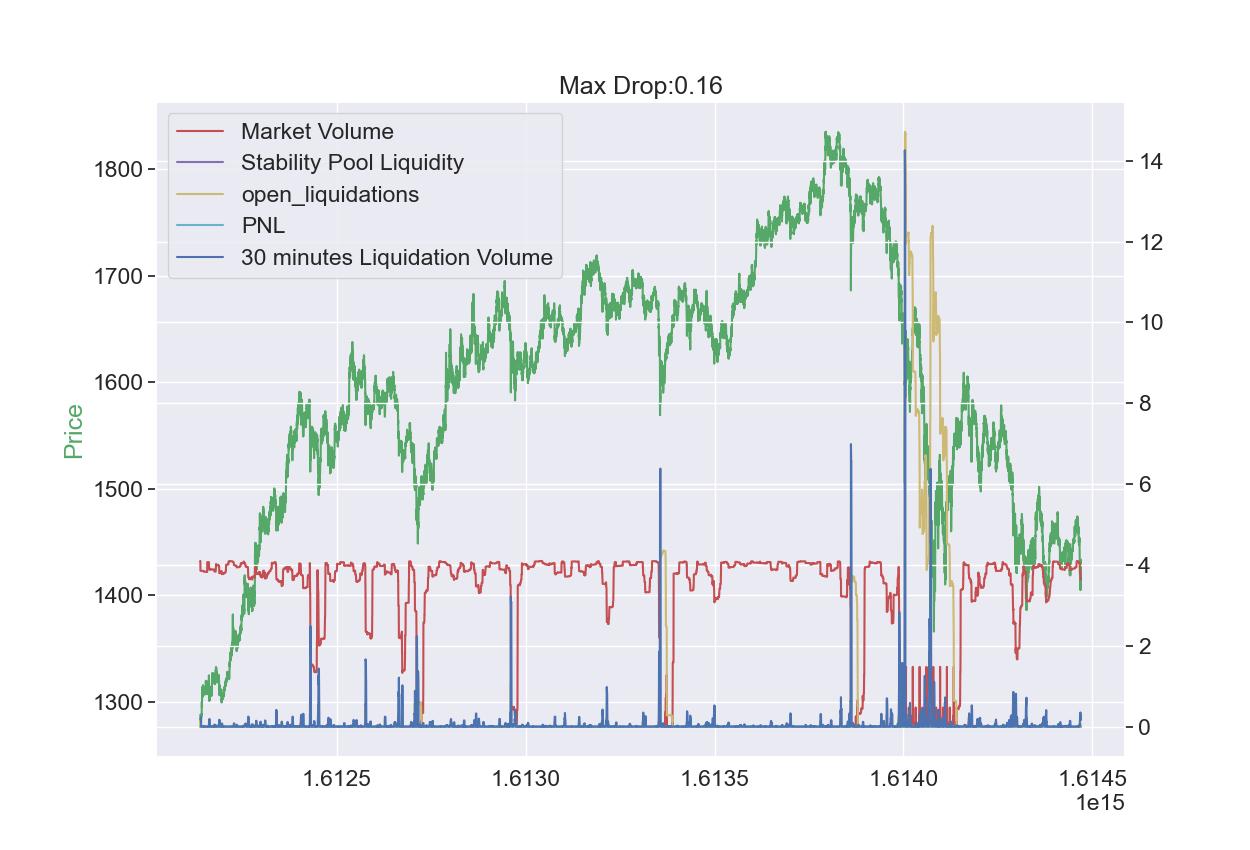 Max Drop:0.16
Market Volume
Stability Pool Liquidity
open_liquidations
PNL
30 minutes Liquidation Volume
Price
1800
1700
1600
1500
1400
1300
14
12
10
8
6
4
2
0
1.6125 1.6130 1.6135 1.6140 1.6145
1e15